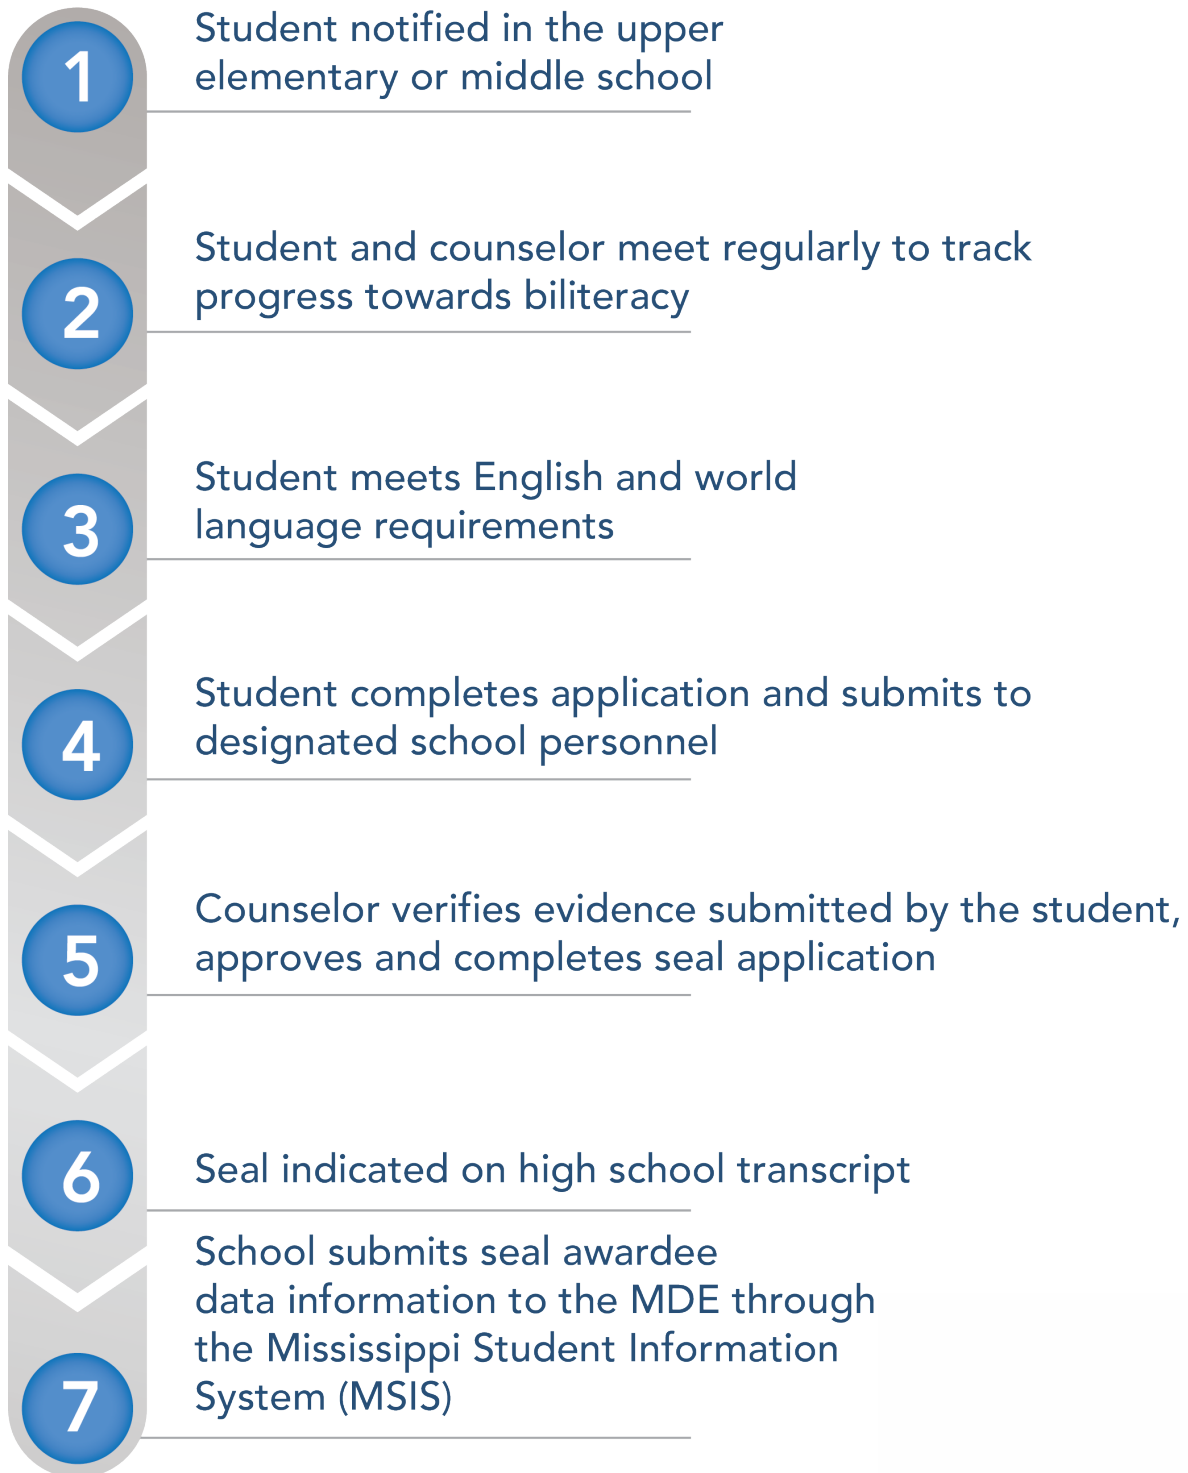 1
Student notified in the upper
elementary or middle school
2
Student and counselor meet regularly to track
progress towards biliteracy
3
Student meets English and world
language requirements
4
Student completes application and submits to
designated school personnel
5
Counselor verifies evidence submitted by the student,
approves and completes seal application
6
Seal indicated on high school transcript
7
School submits seal awardee
data information to the MDE through
the Mississippi Student Information
System (MSIS)